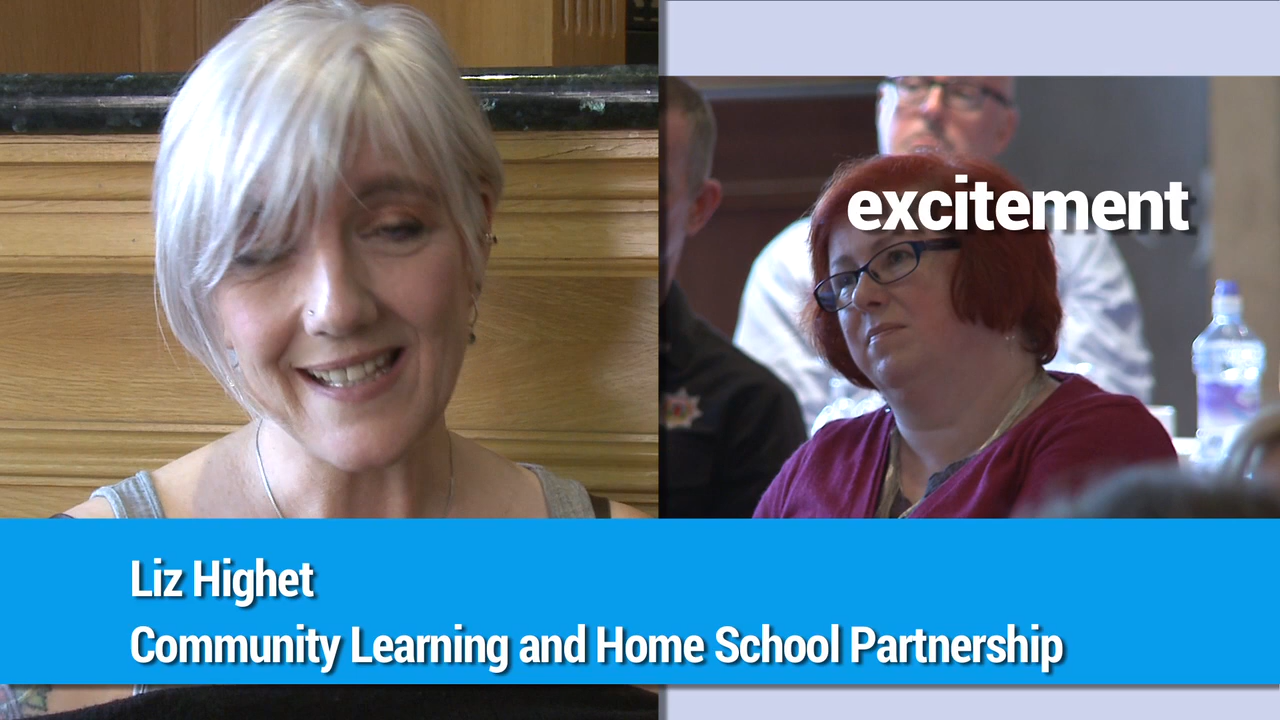 excitement
Liz Highet
Community Learning and Home School Partnership